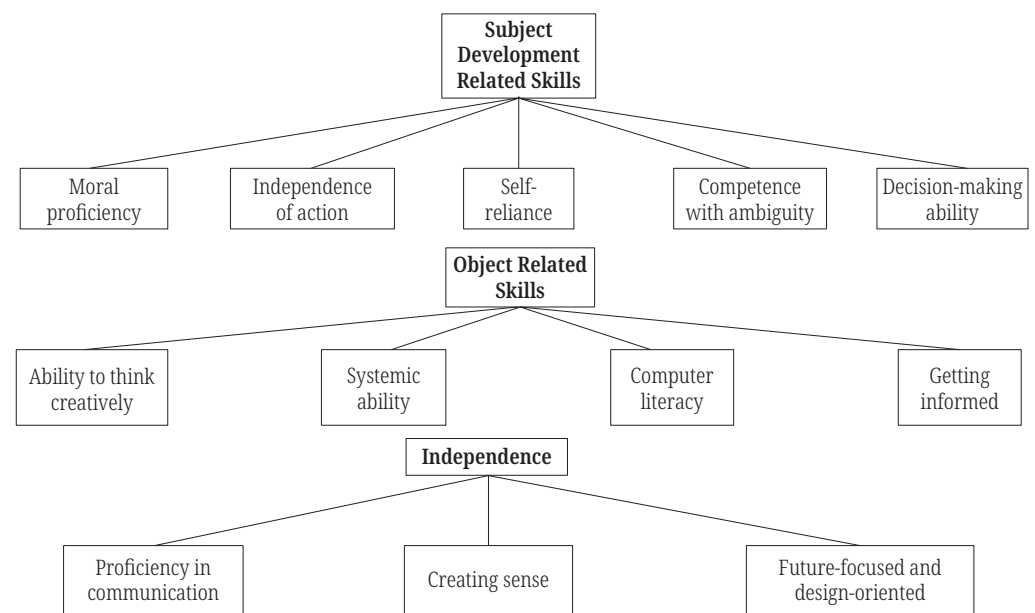 Subject
Development
Related Skills
Moral
proficiency
Independence
of action
Self-
reliance
Competence
with ambiguity
Decision-making
ability
Object Related
Skills
Ability to think
creatively
Systemic
ability
Computer
literacy
Getting
informed
Independence
Proficiency in
communication
Creating sense
Future-focused and
design-oriented